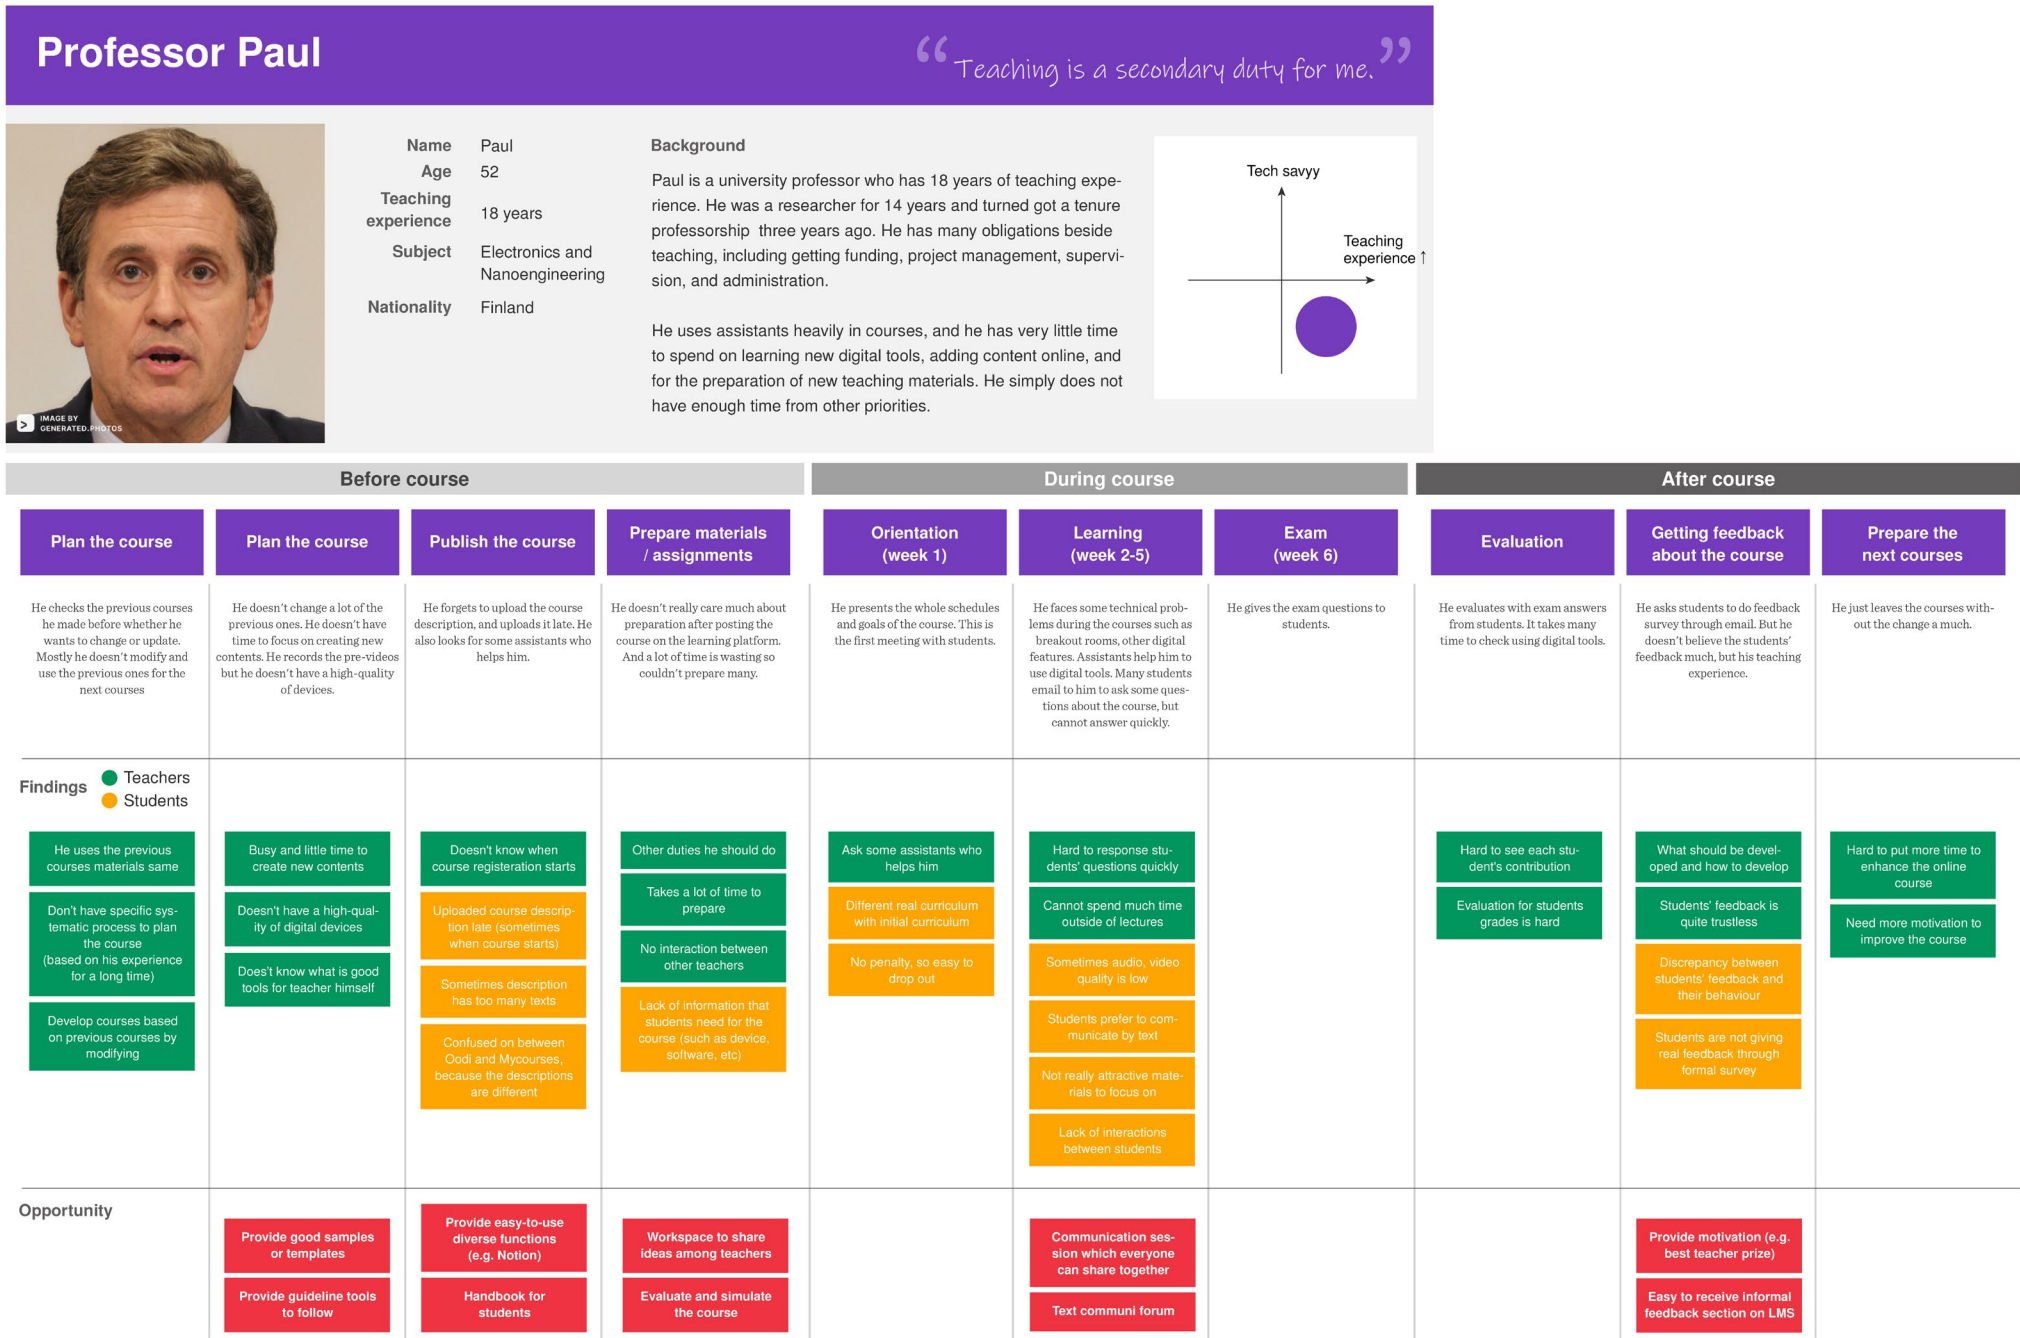 Professor Paul
“ Teaching is a secondary duty for me. ”
IMAGE BY
GENERATED.PHOTOS
Name Paul
Age 52
Teaching
experience 18 years
Subject Electronics and
Nanoengineering
Nationality Finland
Background
Paul is a university professor who has 18 years of teaching expe-
rience. He was a researcher for 14 years and turned got a tenure
professorship three years ago. He has many obligations beside
teaching, including getting funding, project management, supervi-
sion, and administration.
He uses assistants heavily in courses, and he has very little time
to spend on learning new digital tools, adding content online, and
for the preparation of new teaching materials. He simply does not
have enough time from other priorities.
Tech savyy
Teaching
experience ↑
Before course
During course
After course
Plan the course
Plan the course
Publish the course
Prepare materials
/ assignments
Orientation
(week 1)
Learning
(week 2-5)
Exam
(week 6)
Evaluation
Getting feedback
about the course
Prepare the
next courses
He checks the previous courses
he made before whether he
wants to change or update.
Mostly he doesn't modify and
use the previous ones for the
next courses
He doesn't change a lot of the
previous ones. He doesn't have
time to focus on creating new
contents. He records the pre-videos
but he doesn't have a high-quality
of devices.
He forgets to upload the course
description, and uploads it late. He
also looks for some assistants who
helps him.
He doesn't really care much about
preparation after posting the
course on the learning platform.
And a lot of time is wasting so
couldn't prepare many.
He presents the whole schedules
and goals of the course. This is
the first meeting with students.
He faces some technical prob-
lems during the courses such as
breakout rooms, other digital
features. Assistants help him to
use digital tools. Many students
email to him to ask some ques-
tions about the course, but
cannot answer quickly.
He gives the exam questions to
students.
He evaluates with exam answers
from students. It takes many
time to check using digital tools.
He asks students to do feedback
survey through email. But he
doesn't believe the students'
feedback much, but his teaching
experience.
He just leaves the courses with-
out the change a much.
Findings
Teachers
Students
He uses the previous
courses materials same
Don't have specific sys-
tematic process to plan
the course
(based on his experience
for a long time)
Develop courses based
on previous courses by
modifying
Busy and little time to
create new contents
Doesn't have a high-qual-
ity of digital devices
Does't know what is good
tools for teacher himself
Doesn't know when
course registeration starts
Uploaded course descrip-
tion late (sometimes
when course starts)
Sometimes description
has too many texts
Confused on between
Oodi and Mycourses,
because the descriptions
are different
Other duties he should do
Takes a lot of time to
prepare
No interaction between
other teachers
Lack of information that
students need for the
course (such as device,
software, etc)
Ask some assistants who
helps him
Different real curriculum
with initial curriculum
No penalty, so easy to
drop out
Hard to response stu-
dents' questions quickly
Cannot spend much time
outside of lectures
Sometimes audio, video
quality is low
Students prefer to com-
municate by text
Not really attractive mate-
rials to focus on
Lack of interactions
between students
Hard to see each stu-
dent's contribution
Evaluation for students
grades is hard
What should be devel-
oped and how to develop
Students' feedback is
quite trustless
Discrepancy between
students' feedback and
their behaviour
Students are not giving
real feedback through
formal survey
Hard to put more time to
enhance the online
course
Need more motivation to
improve the course
Opportunity
Provide good samples
or templates
Provide guideline tools
to follow
Provide easy-to-use
diverse functions
(e.g. Notion)
Handbook for
students
Workspace to share
ideas among teachers
Evaluate and simulate
the course
Communication ses-
sion which everyone
can share together
Text communi forum
Provide motivation (e.g.
best teacher prize)
Easy to receive informal
feedback section on LMS